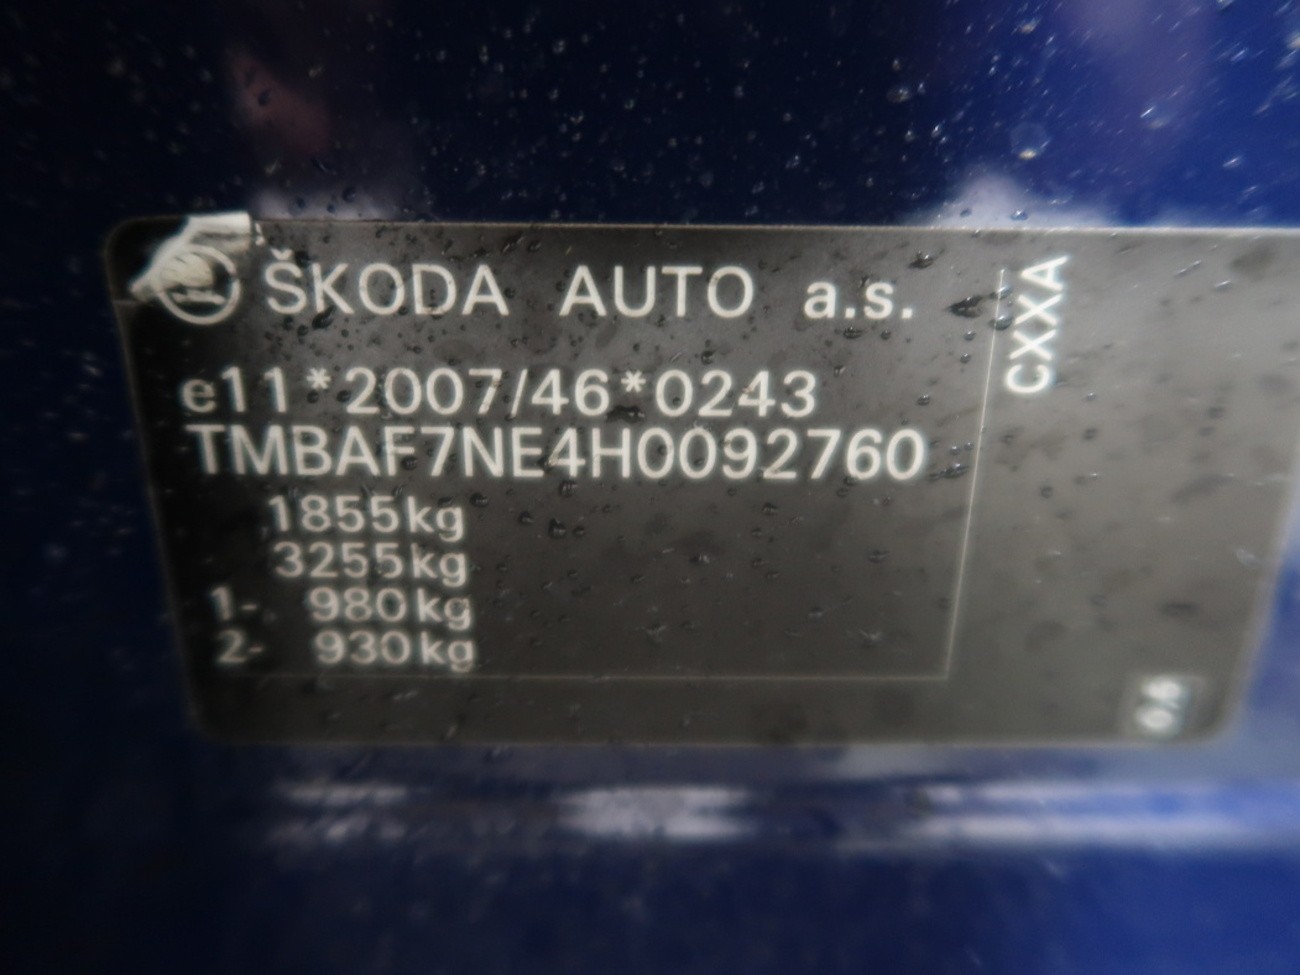 ŠKODA AUTO a.s.
e11*2007/46*0243
TMBAF7NE4H0092760
1855kg
3255kg
1- 980kg
2- 930kg
CXXA